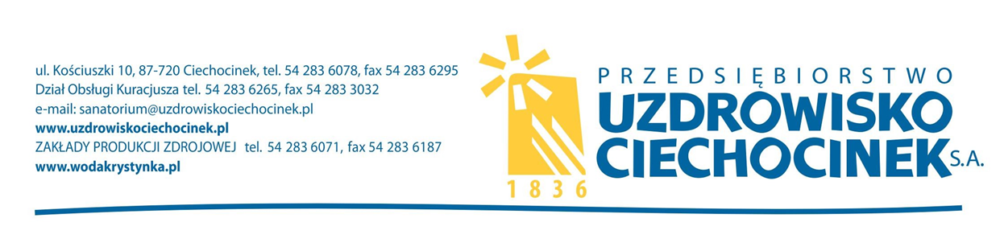 ul. Kościuszki 10, 87-720 Ciechocinek, tel. 54 283 6078, fax 54 283 6295
Dział Obsługi Kuracjusza tel. 54 283 6265, fax 54 283 3032
e-mail: sanatorium@uzdrowiskociechocinek.pl
www.uzdrowiskociechocinek.pl
ZAKŁADY PRODUKCJI ZDROJOWEJ tel. 54 283 6071, fax 54 283 6187
www.wodakrystynka.pl
1836
PRZEDSIĘBIORSTWO
UZDROWISKO
CIECHOCINEK S.A.